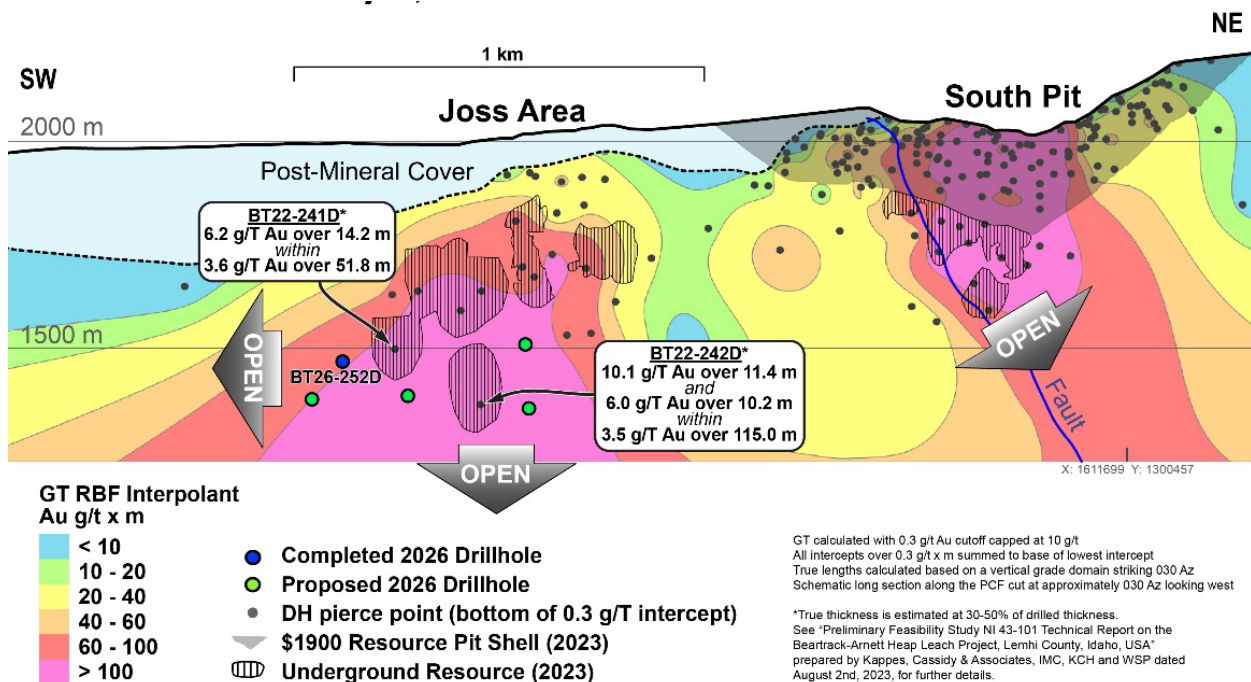 NE
SW
1 km
Joss Area
South Pit
2000 m
Post-Mineral Cover
BT22-241D*
6.2 g/T Au over 14.2 m
within
3.6 g/T Au over 51.8 m
OPEN
1500 m
BT26-252D
BT22-242D*
10.1 g/T Au over 11.4 m
and
6.0 g/T Au over 10.2 m
within
3.5 g/T Au over 115.0 m
OPEN
Fault
OPEN
X: 1611699 Y: 1300457
GT RBF Interpolant
Au g/t x m
< 10
10 - 20
20 - 40
40 - 60
60 - 100
> 100
Completed 2026 Drillhole
Proposed 2026 Drillhole
DH pierce point (bottom of 0.3 g/T intercept)
$1900 Resource Pit Shell (2023)
Underground Resource (2023)
GT calculated with 0.3 g/t Au cutoff capped at 10 g/t
All intercepts over 0.3 g/t x m summed to base of lowest intercept
True lengths calculated based on a vertical grade domain striking 030 Az
Schematic long section along the PCF cut at approximately 030 Az looking west
*True thickness is estimated at 30-50% of drilled thickness.
See "Preliminary Feasibility Study NI 43-101 Technical Report on the
Beartrack-Arnett Heap Leach Project, Lemhi County, Idaho, USA"
prepared by Kappes, Cassidy & Associates, IMC, KCH and WSP dated
August 2nd, 2023, for further details.